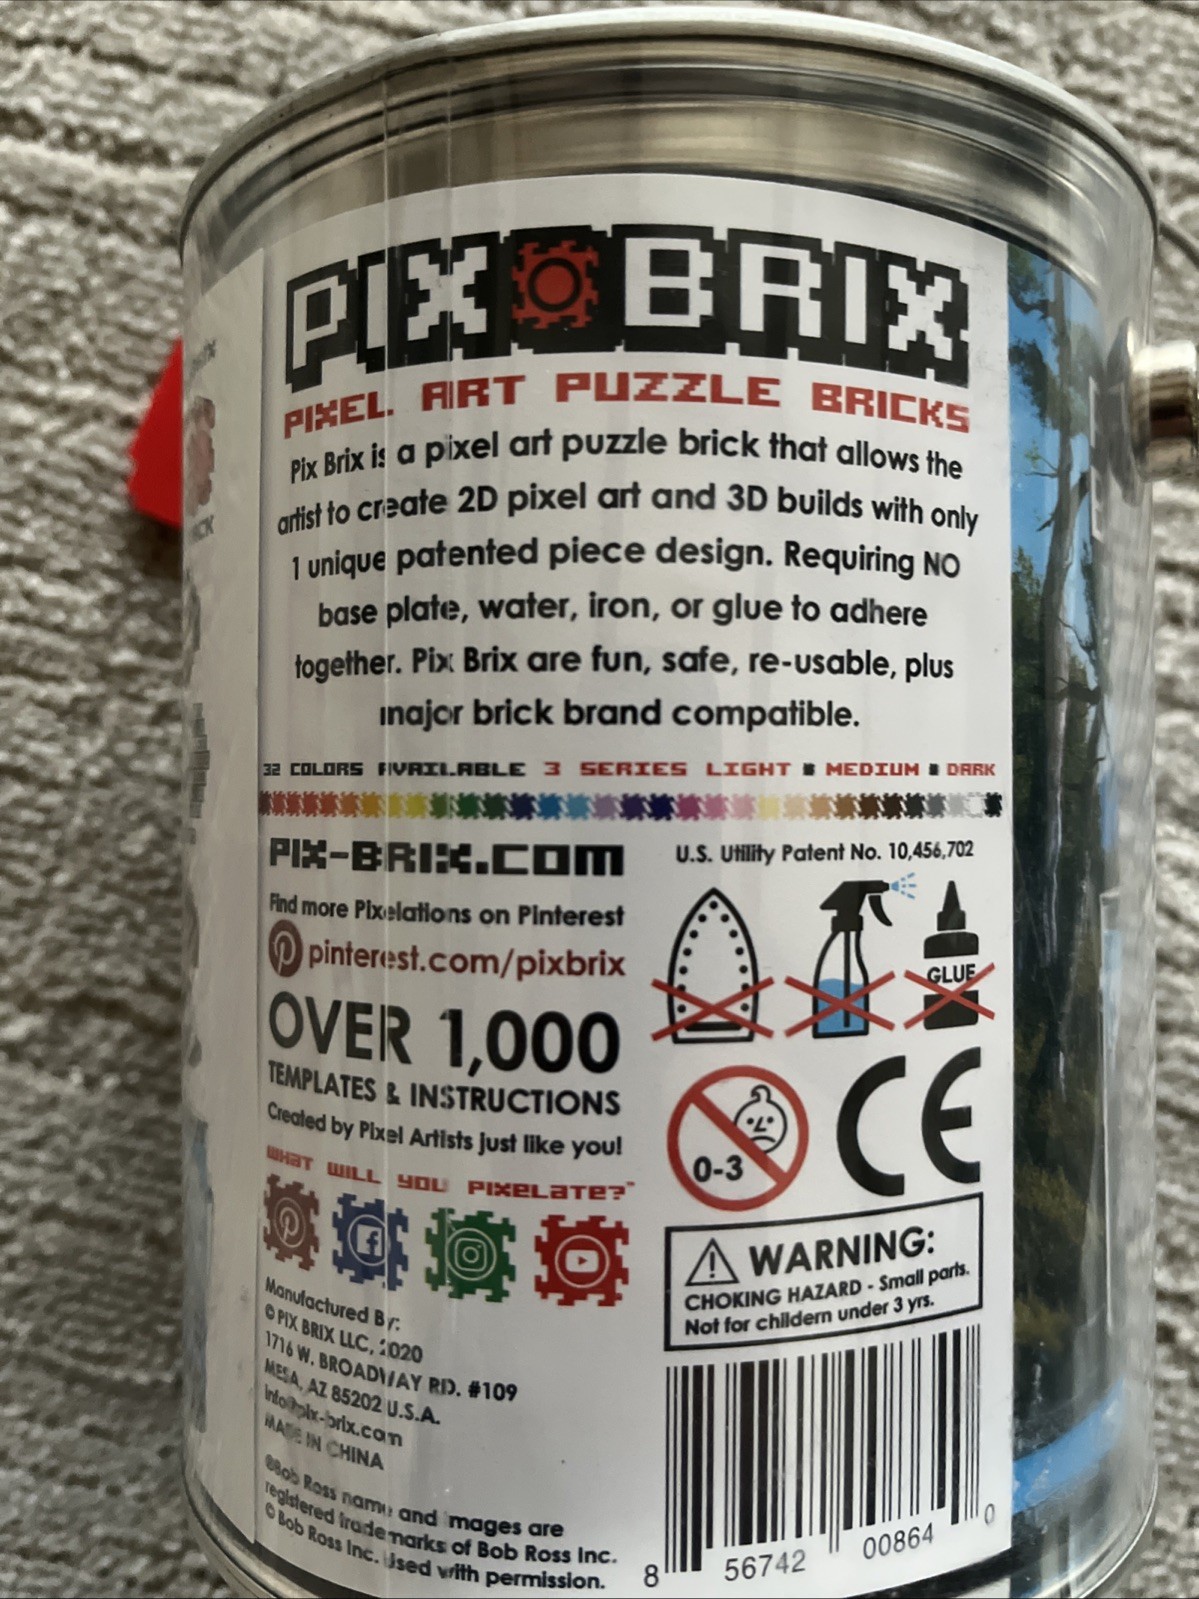 PIX BRIX
PIXEL ART PUZZLE BRICKS
Pix Brix is a pixel art puzzle brick that allows the
artist to create 2D pixel art and 3D builds with only
1 unique patented piece design. Requiring NO
base plate, water, iron, or glue to adhere
together. Pix Brix are fun, safe, re-usable, plus
major brick brand compatible.
32 COLORS AVAILABLE 3 SERIES LIGHT MEDIUM DARK
PIX-BRIX.COM
Find more Pixelations on Pinterest
pinterest.com/pixbrix
OVER 1,000
TEMPLATES & INSTRUCTIONS
Created by Pixel Artists just like you!
WHAT WILL YOU PIXELATE?™
Manufactured By:
© PIX BRIX LLC, 2020
1716 W. BROADWAY RD. #109
MESA, AZ 85202 U.S.A.
info@pix-brix.com
MADE IN CHINA
®Bob Ross name and images are
registered trademarks of Bob Ross Inc.
© Bob Ross Inc. Used with permission.
U.S. Utility Patent No. 10,456,702
GLUE
0-3
CE
WARNING:
CHOKING HAZARD - Small parts.
Not for childern under 3 yrs.
8 56742 00864 0